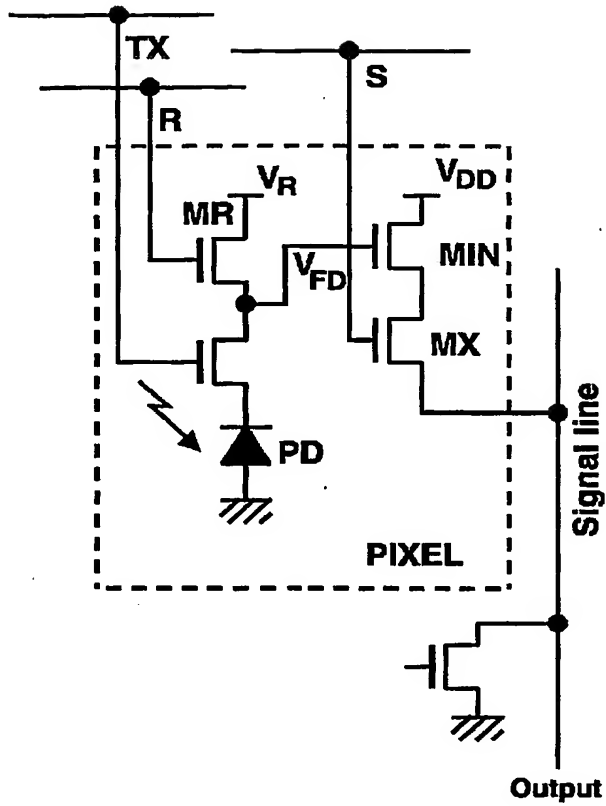 TX
S
R
VR
VDD
MR
VFD
MIN
MX
PD
PIXEL
Signal line
Output